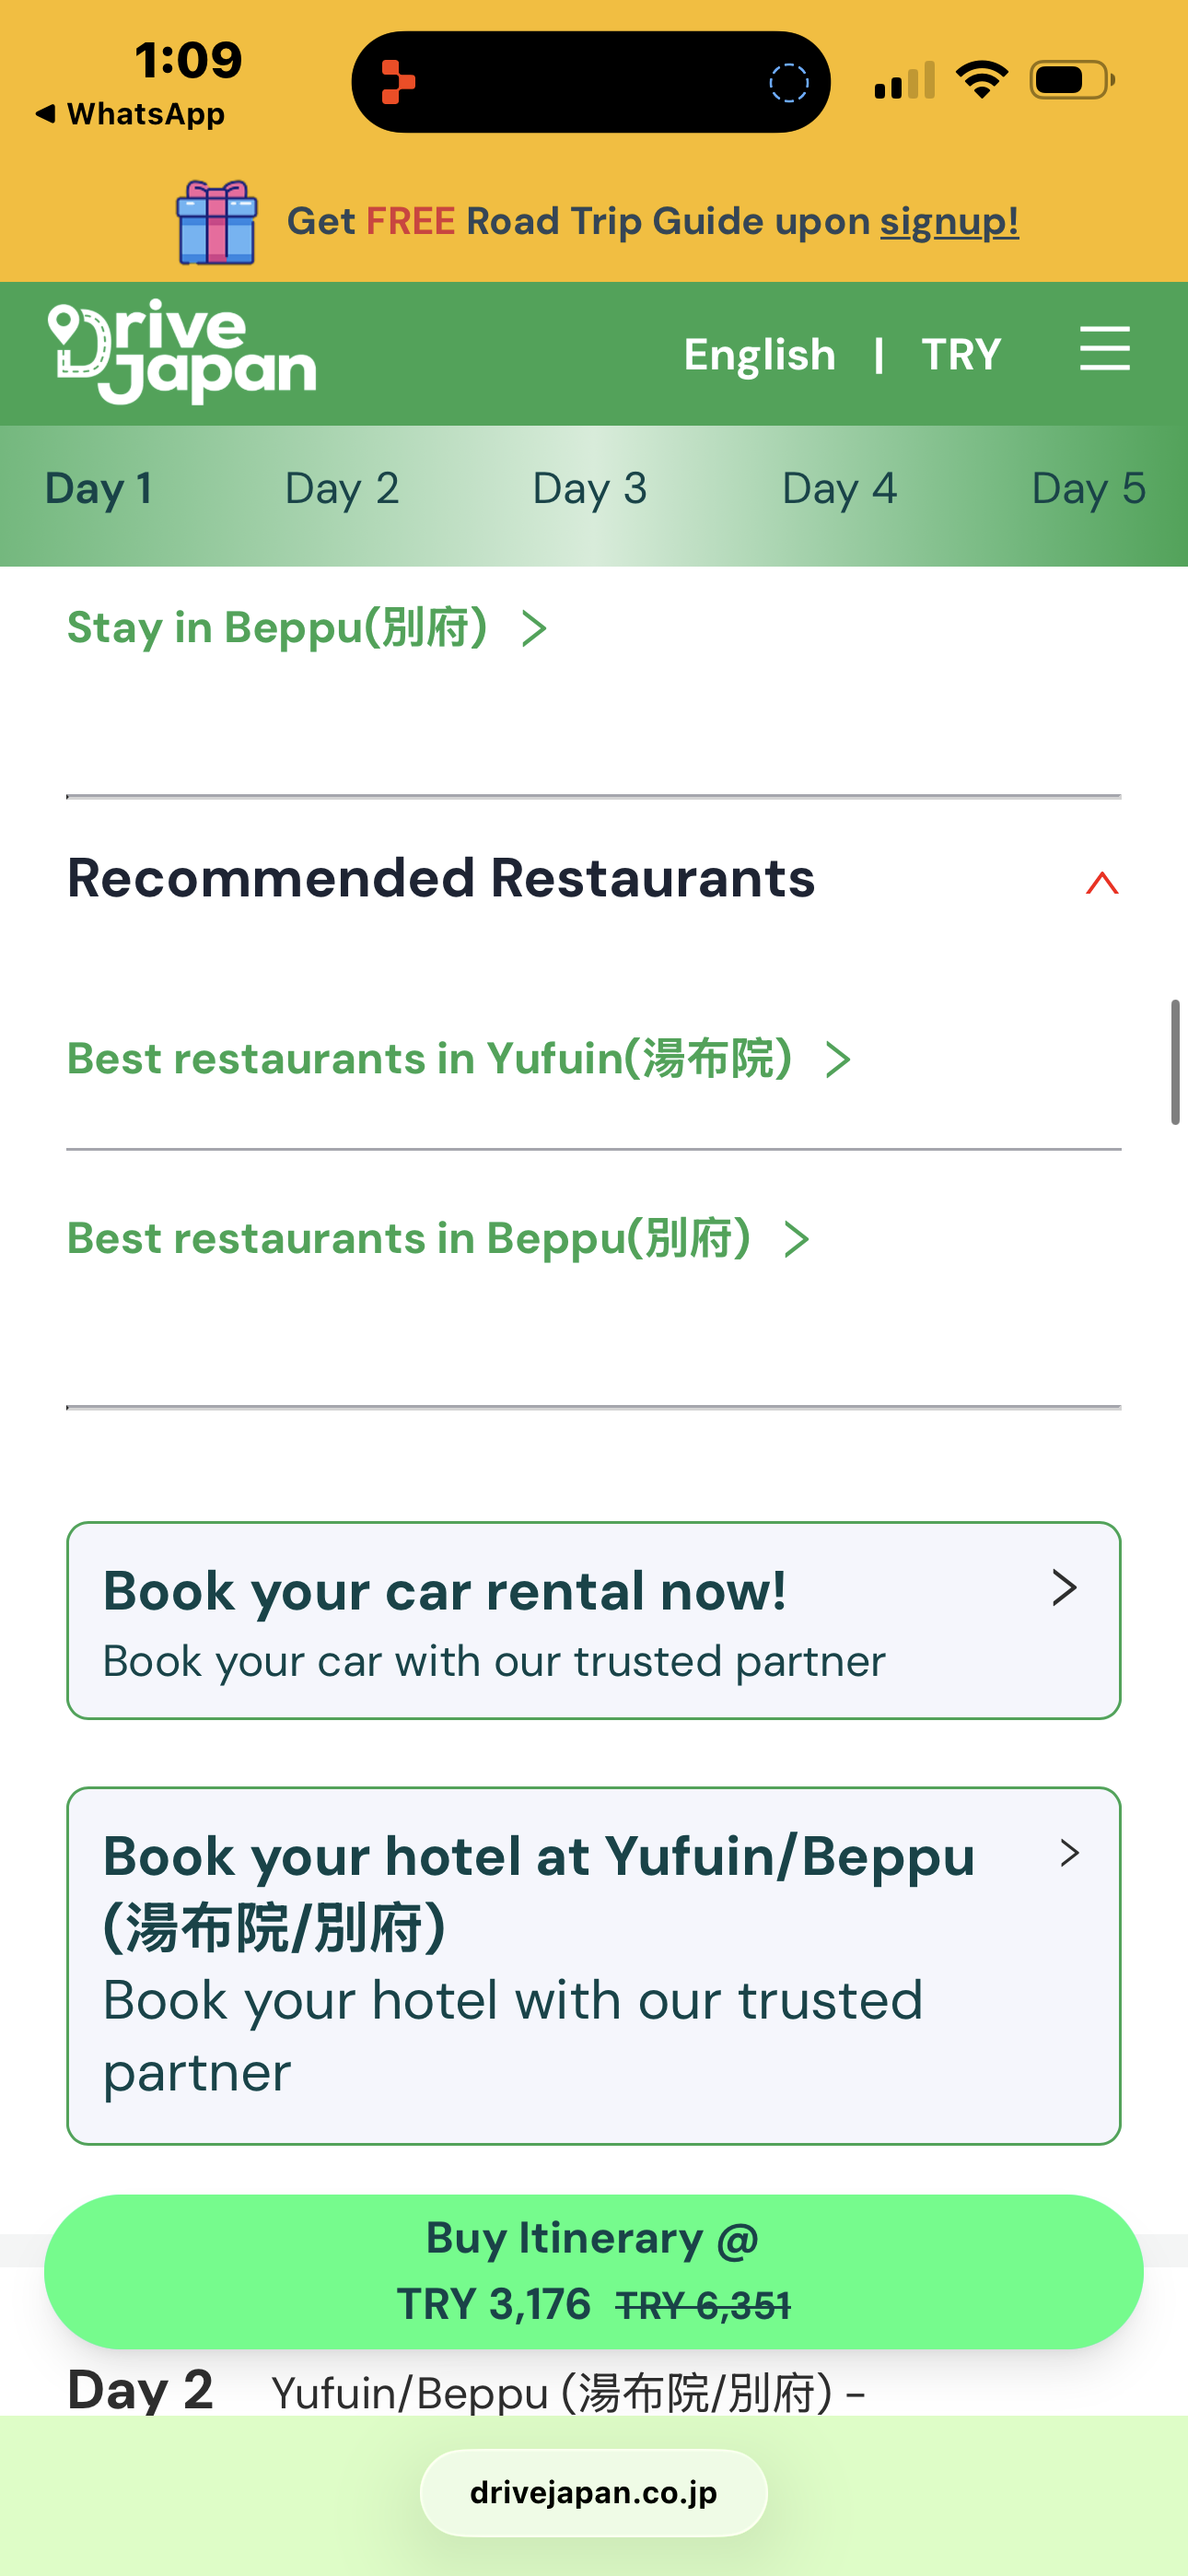 1:09
WhatsApp
Get FREE Road Trip Guide upon signup!
Drive
Japan
English | TRY
Day 1 Day 2 Day 3 Day 4 Day 5
Stay in Beppu(別府)
Recommended Restaurants
Best restaurants in Yufuin(湯布院)
Best restaurants in Beppu(別府)
Book your car rental now!
Book your car with our trusted partner
Book your hotel at Yufuin/Beppu
(湯布院/別府)
Book your hotel with our trusted
partner
Buy Itinerary @
TRY 3,176 TRY 6,351
Day 2 Yufuin/Beppu (湯布院/別府) -
drivejapan.co.jp